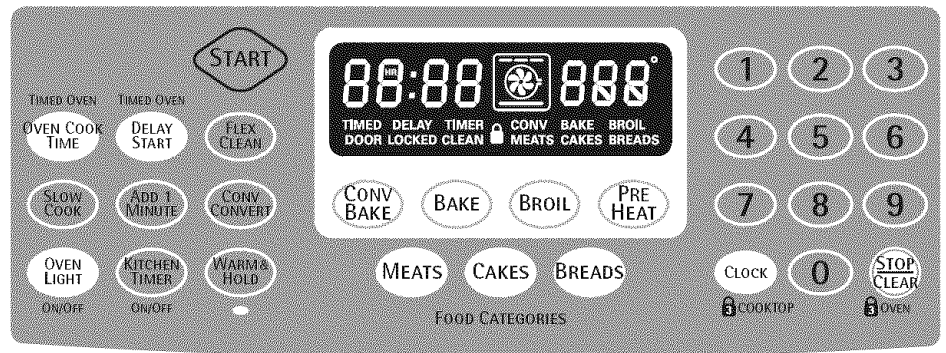 START
TIMED OVEN
OVEN COOK
TIME
TIMED OVEN
DELAY
START
FLEX
CLEAN
SLOW
COOK
ADD 1
MINUTE
CONV
CONVERT
OVEN
LIGHT
ON/OFF
KITCHEN
TIMER
ON/OFF
WARM &
HOLD
88:88 888°
HR
TIMED DELAY TIMER CONV BAKE BROIL
DOOR LOCKED CLEAN MEATS CAKES BREADS
CONV
BAKE
BAKE
BROIL
PRE
HEAT
MEATS
CAKES
BREADS
FOOD CATEGORIES
1 2 3
4 5 6
7 8 9
CLOCK
0
STOP
CLEAR
3 COOKTOP
3 OVEN